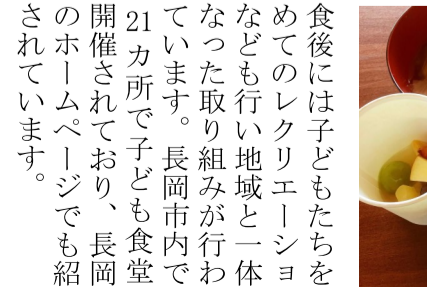 食後には子どもたちを
めてのレクリエーショ
なども行い地域と一体
なった取り組みが行わ
ています。長岡市内で
21カ所で子ども食堂
開催されており、長岡
のホームページでも紹
されています。